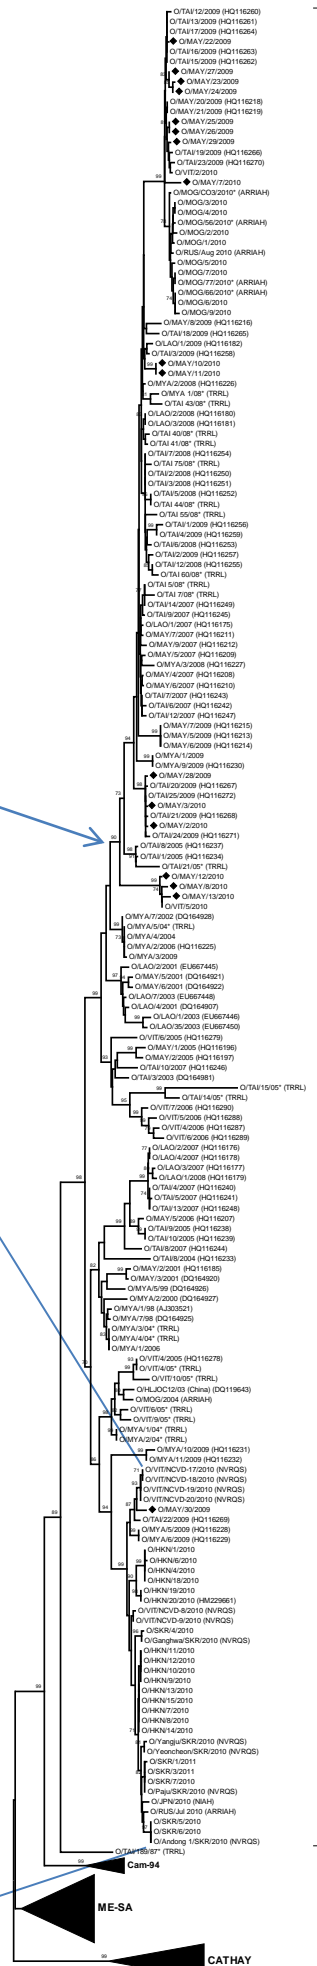 O/TAI/12/2009 (HQ116260)
O/TAI/13/2009 (HQ116261)
O/TAI/17/2009 (HQ116264)
O/MAY/22/2009
O/TAI/16/2009 (HQ116263)
O/TAI/15/2009 (HQ116262)
O/MAY/27/2009
O/MAY/23/2009
O/MAY/24/2009
O/MAY/20/2009 (HQ116218)
O/MAY/21/2009 (HQ116219)
O/MAY/25/2009
O/MAY/26/2009
O/MAY/29/2009
O/TAI/19/2009 (HQ116266)
O/TAI/23/2009 (HQ116270)
O/VIT/2/2010
O/MAY/7/2010
O/MOG/CO3/2010* (ARRIAH)
O/MOG/3/2010
O/MOG/4/2010
O/MOG/56/2010* (ARRIAH)
O/MOG/2/2010
O/MOG/1/2010
O/RUS/Aug 2010 (ARRIAH)
O/MOG/5/2010
O/MOG/7/2010
O/MOG/77/2010* (ARRIAH)
O/MOG/66/2010* (ARRIAH)
O/MOG/6/2010
O/MOG/9/2010
O/MAY/8/2009 (HQ116216)
O/TAI/18/2009 (HQ116265)
O/LAO/1/2009 (HQ116182)
O/TAI/3/2009 (HQ116258)
O/MAY/10/2010
O/MAY/11/2010
O/MYA/2/2008 (HQ116226)
O/MYA 1/08* (TRRL)
O/TAI 43/08* (TRRL)
O/LAO/2/2008 (HQ116180)
O/LAO/3/2008 (HQ116181)
O/TAI 40/08* (TRRL)
O/TAI 41/08* (TRRL)
O/TAI/7/2008 (HQ116254)
O/TAI 75/08* (TRRL)
O/TAI/2/2008 (HQ116250)
O/TAI/3/2008 (HQ116251)
O/TAI/5/2008 (HQ116252)
O/TAI 44/08* (TRRL)
O/TAI 55/08* (TRRL)
O/TAI/1/2009 (HQ116256)
O/TAI/4/2009 (HQ116259)
O/TAI/6/2008 (HQ116253)
O/TAI/2/2009 (HQ116257)
O/TAI/12/2008 (HQ116255)
O/TAI 60/08* (TRRL)
O/TAI 5/08* (TRRL)
O/TAI 7/08* (TRRL)
O/TAI/14/2007 (HQ116249)
O/TAI/9/2007 (HQ116245)
O/LAO/1/2007 (HQ116175)
O/MAY/7/2007 (HQ116211)
O/MAY/9/2007 (HQ116212)
O/MAY/5/2007 (HQ116209)
O/MYA/3/2008 (HQ116227)
O/MAY/4/2007 (HQ116208)
O/MAY/6/2007 (HQ116210)
O/TAI/7/2007 (HQ116243)
O/TAI/6/2007 (HQ116242)
O/TAI/12/2007 (HQ116247)
O/MAY/7/2009 (HQ116215)
O/MAY/5/2009 (HQ116213)
O/MAY/6/2009 (HQ116214)
O/MYA/1/2009
O/MYA/9/2009 (HQ116230)
O/MAY/28/2009
O/TAI/20/2009 (HQ116267)
O/TAI/25/2009 (HQ116272)
O/MAY/3/2010
O/TAI/21/2009 (HQ116268)
O/MAY/2/2010
O/TAI/24/2009 (HQ116271)
O/TAI/8/2005 (HQ116237)
O/TAI/1/2005 (HQ116234)
O/TAI/21/05* (TRRL)
O/MAY/12/2010
O/MAY/8/2010
O/MAY/13/2010
O/VIT/5/2010
O/MYA/7/2002 (DQ164928)
O/MYA/5/04* (TRRL)
O/MYA/4/2004
O/MYA/2/2006 (HQ116225)
O/MYA/3/2009
O/LAO/2/2001 (EU667445)
O/MAY/5/2001 (DQ164921)
O/MAY/6/2001 (DQ164922)
O/LAO/7/2003 (EU667448)
O/LAO/4/2001 (DQ164907)
O/LAO/1/2003 (EU667446)
O/LAO/35/2003 (EU667450)
O/VIT/6/2005 (HQ116279)
O/MAY/1/2005 (HQ116196)
O/MAY/2/2005 (HQ116197)
O/TAI/10/2007 (HQ116246)
O/TAI/3/2003 (DQ164981)
O/TAI/15/05* (TRRL)
O/TAI/14/05* (TRRL)
O/VIT/7/2006 (HQ116290)
O/VIT/5/2006 (HQ116288)
O/VIT/4/2006 (HQ116287)
O/VIT/6/2006 (HQ116289)
O/LAO/2/2007 (HQ116176)
O/LAO/4/2007 (HQ116178)
O/LAO/3/2007 (HQ116177)
O/LAO/1/2008 (HQ116179)
O/TAI/4/2007 (HQ116240)
O/TAI/5/2007 (HQ116241)
O/TAI/13/2007 (HQ116248)
O/MAY/5/2006 (HQ116207)
O/TAI/9/2005 (HQ116238)
O/TAI/10/2005 (HQ116239)
O/TAI/8/2007 (HQ116244)
O/TAI/8/2004 (HQ116233)
O/MAY/2/2001 (HQ116185)
O/MAY/3/2001 (DQ164920)
O/MYA/5/99 (DQ164926)
O/MYA/2/2000 (DQ164927)
O/MYA/1/98 (AJ303521)
O/MYA/7/98 (DQ164925)
O/MYA/3/04* (TRRL)
O/MYA/4/04* (TRRL)
O/MYA/1/2006
O/VIT/4/2005 (HQ116278)
O/VIT/4/05* (TRRL)
O/VIT/10/05* (TRRL)
O/HLJOC12/03 (China) (DQ119643)
O/MOG/2004 (ARRIAH)
O/VIT/6/05* (TRRL)
O/VIT/9/05* (TRRL)
O/MYA/1/04* (TRRL)
O/MYA/2/04* (TRRL)
O/MYA/10/2009 (HQ116231)
O/MYA/11/2009 (HQ116232)
O/VIT/NCVD-17/2010 (NVRQS)
O/VIT/NCVD-18/2010 (NVRQS)
O/VIT/NCVD-19/2010 (NVRQS)
O/VIT/NCVD-20/2010 (NVRQS)
O/MAY/30/2009
O/TAI/22/2009 (HQ116269)
O/MYA/5/2009 (HQ116228)
O/MYA/6/2009 (HQ116229)
O/HKN/1/2010
O/HKN/6/2010
O/HKN/4/2010
O/HKN/18/2010
O/HKN/19/2010
O/HKN/20/2010 (HM229661)
O/VIT/NCVD-8/2010 (NVRQS)
O/VIT/NCVD-9/2010 (NVRQS)
O/SKR/4/2010
O/Ganghwa/SKR/2010 (NVRQS)
O/HKN/11/2010
O/HKN/12/2010
O/HKN/10/2010
O/HKN/9/2010
O/HKN/13/2010
O/HKN/15/2010
O/HKN/7/2010
O/HKN/8/2010
O/HKN/14/2010
O/Yangju/SKR/2010 (NVRQS)
O/Yeoncheon/SKR/2010 (NVRQS)
O/SKR/1/2011
O/SKR/3/2011
O/SKR/7/2010
O/Paju/SKR/2010 (NVRQS)
O/JPN/2010 (NIAH)
O/RUS/Jul 2010 (ARRIAH)
O/SKR/5/2010
O/SKR/6/2010
O/Andong 1/SKR/2010 (NVRQS)
O/TAI/189/87* (TRRL)
Cam-94
ME-SA
CATHAY